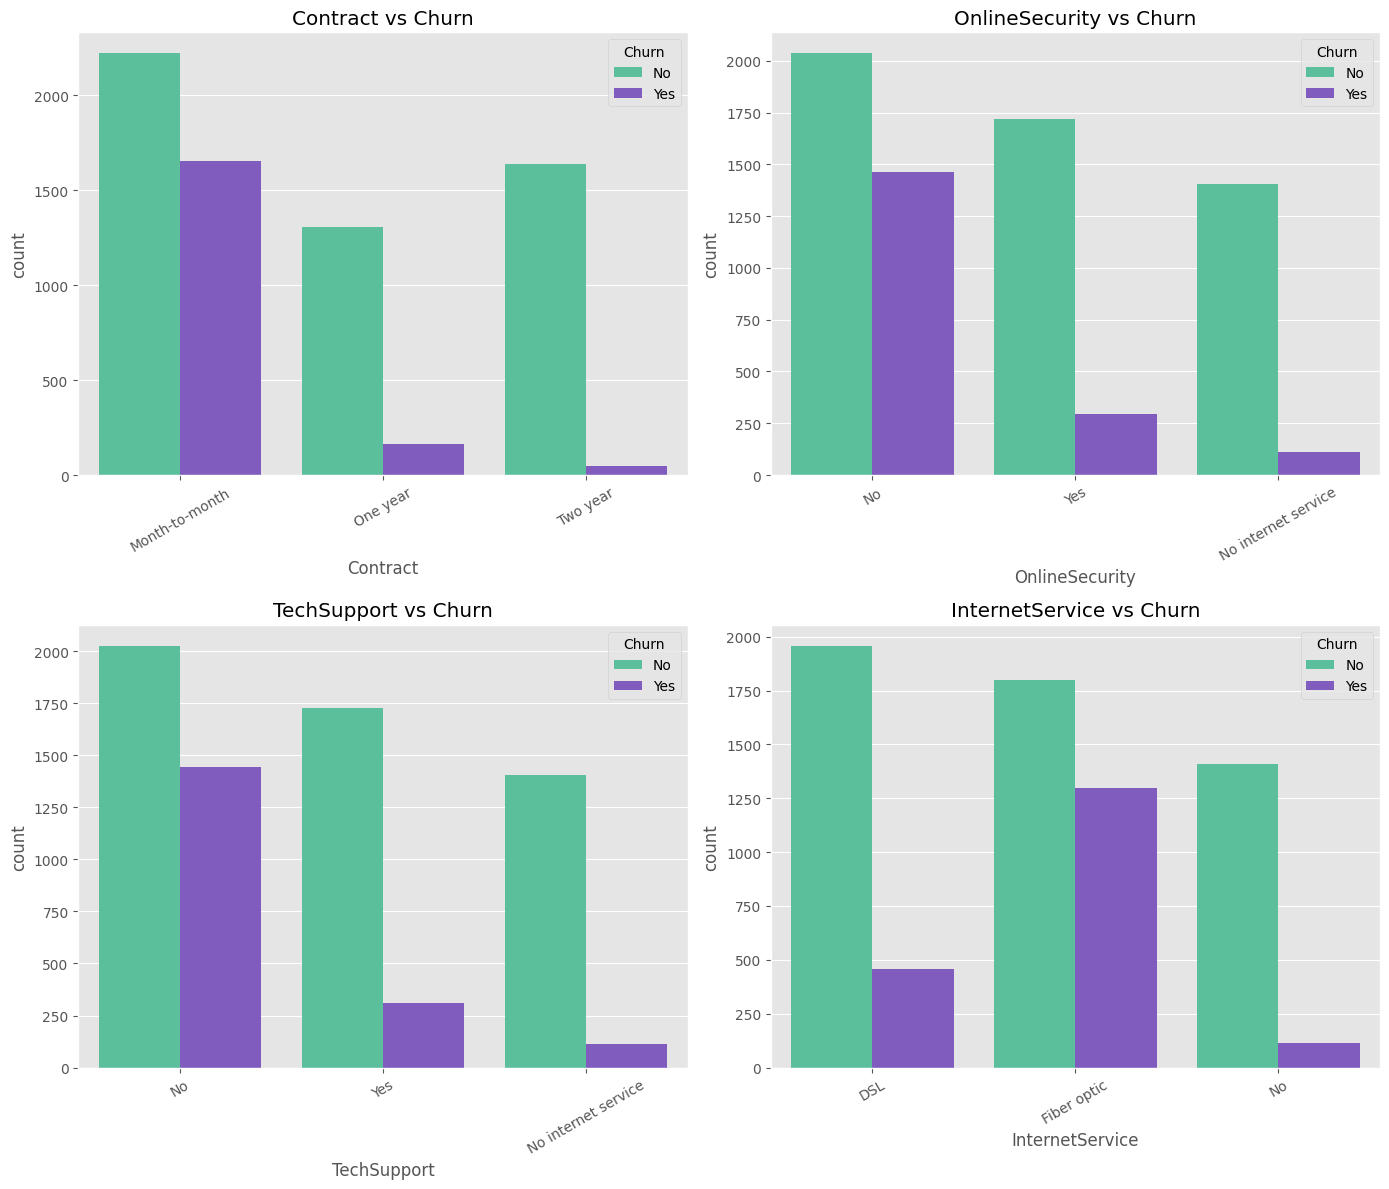 Contract vs Churn
Churn
No
Yes
2000
1500
1000
500
0
count
Month-to-month
One year
Two year
Contract
OnlineSecurity vs Churn
Churn
No
Yes
2000
1750
1500
1250
1000
750
500
250
0
count
No
Yes
No internet service
OnlineSecurity
TechSupport vs Churn
Churn
No
Yes
2000
1750
1500
1250
1000
750
500
250
0
count
No
Yes
No internet service
TechSupport
InternetService vs Churn
Churn
No
Yes
2000
1750
1500
1250
1000
750
500
250
0
count
DSL
Fiber optic
No
InternetService